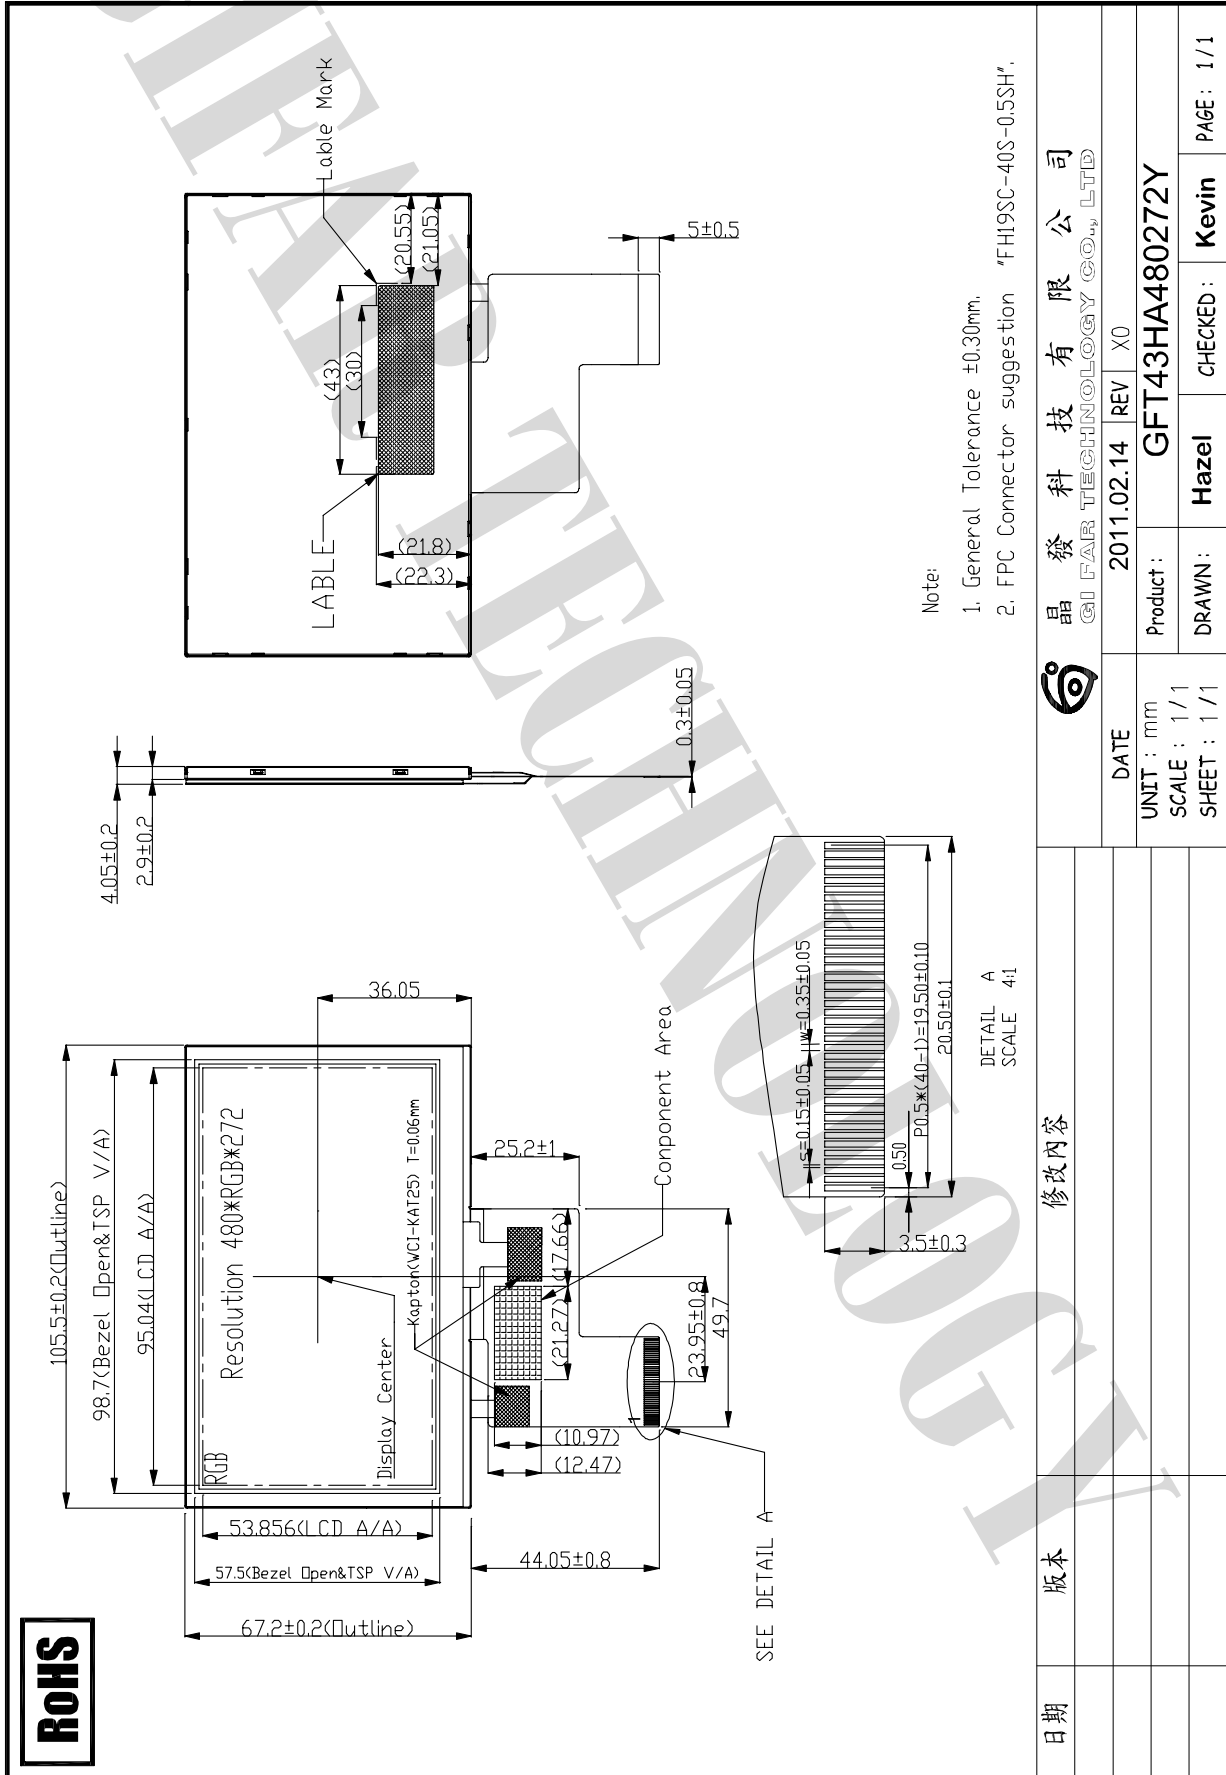 RoHS
105.5±0.2(Outline)
98.7(Bezel Open&TSP V/A)
95.04(LCD A/A)
67.2±0.2(Outline)
57.5(Bezel Open&TSP V/A)
53.856(LCD A/A)
RGB
Resolution 480*RGB*272
Display Center
Kapton(WCI-KAT25) T=0.06mm
36.05
25.2±1
44.05±0.8
(10.97)
(12.47)
(21.27)
(17.66)
23.95±0.8
49.7
1
Conponent Area
SEE DETAIL A
4.05±0.2
2.9±0.2
0.3±0.05
LABLE
Lable Mark
(43)
(30)
(20.55)
(21.05)
(21.8)
(22.3)
5±0.5
s=0.15±0.05
w=0.35±0.05
0.50
P0.5*(40-1)=19.50±0.10
20.50±0.1
3.5±0.3
DETAIL A
SCALE 4:1
Note:
1. General Tolerance ±0.30mm.
2. FPC Connector suggestion "FH19SC-40S-0.5SH".
日期
版本
修改內容
晶發科技有限公司
GI FAR TECHNOLOGY CO., LTD
DATE
2011.02.14
REV
X0
UNIT : mm
SCALE : 1/1
SHEET : 1/1
Product :
GFT43HA480272Y
DRAWN :
Hazel
CHECKED :
Kevin
PAGE : 1/1
GI FAR TECHNOLOGY